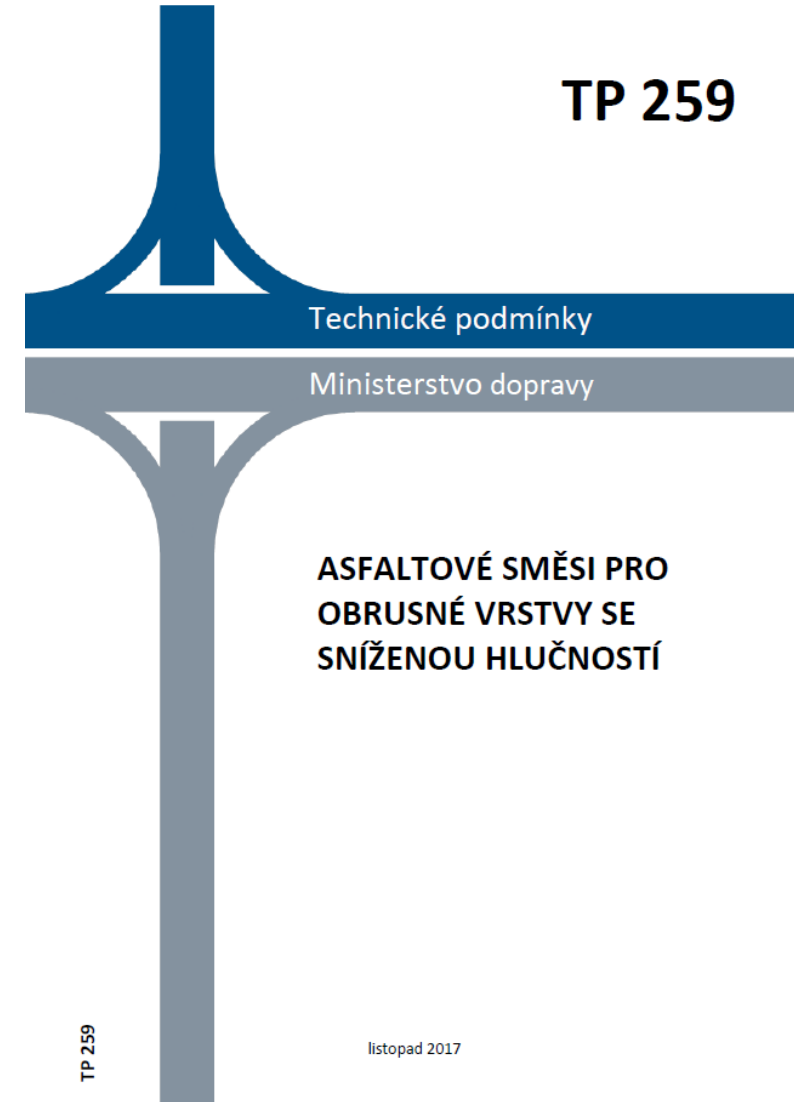 TP 259
Technické podmínky
Ministerstvo dopravy
ASFALTOVÉ SMĚSI PRO
OBRUSNÉ VRSTVY SE
SNÍŽENOU HLUČNOSTÍ
TP 259
listopad 2017